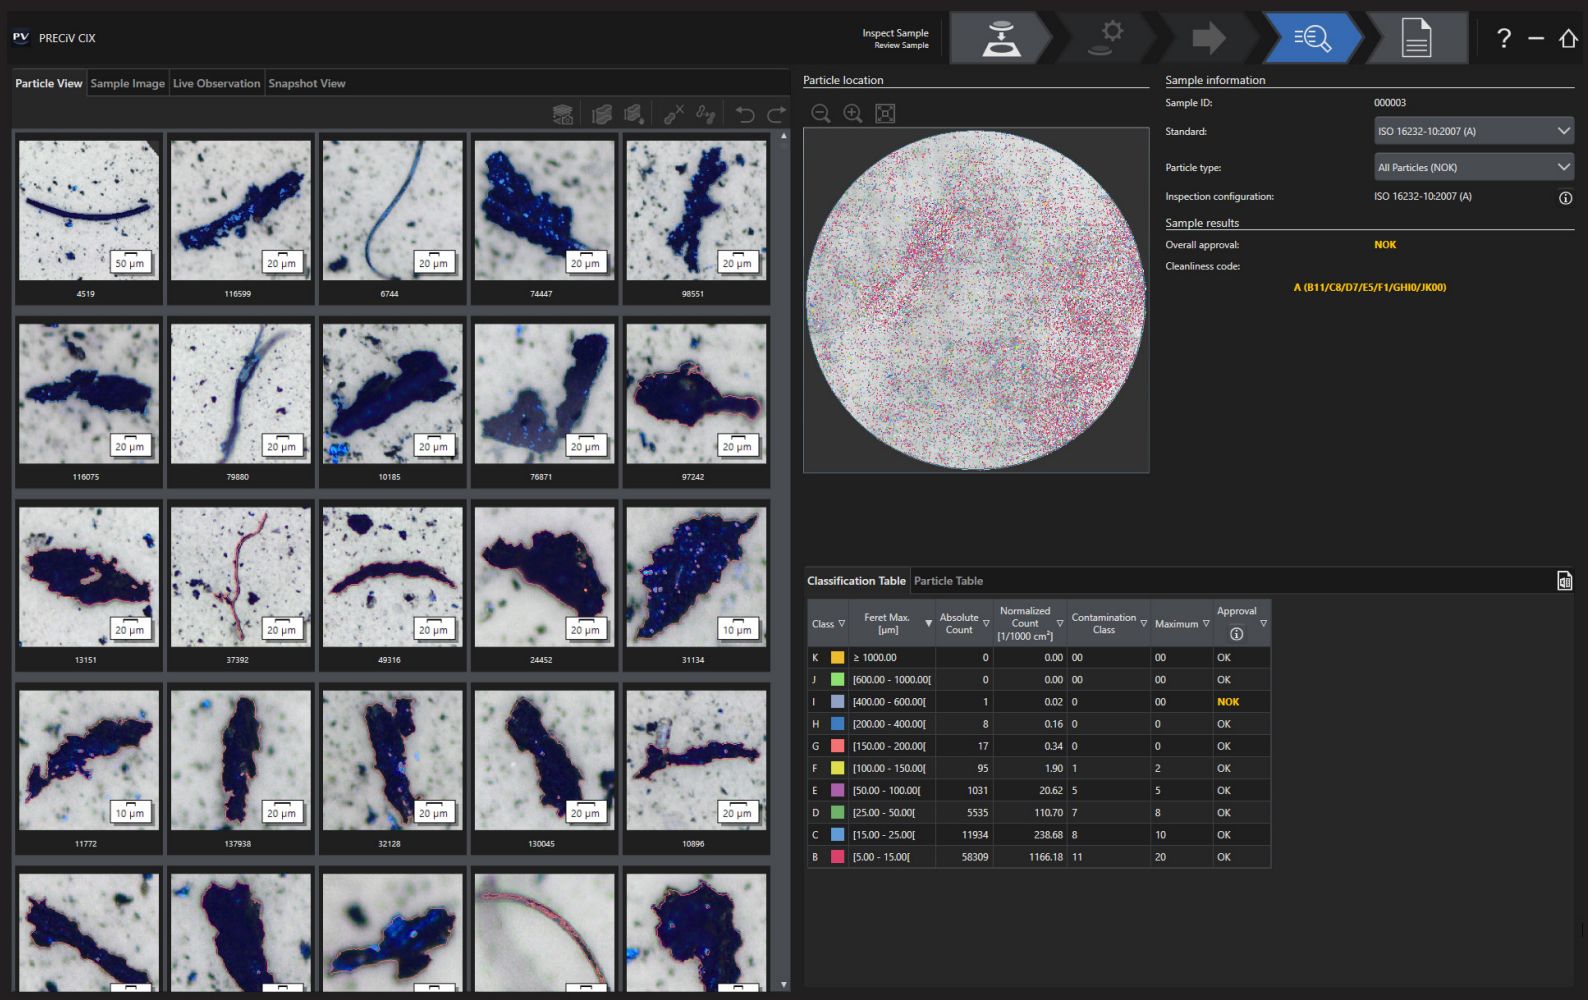 PV PRECiV CIX
Inspect Sample
Review Sample
?
Particle View Sample Image Live Observation Snapshot View
50 µm 20 µm 20 µm 20 µm 20 µm
4519 116599 6744 74447 98551
20 µm 20 µm 20 µm 20 µm 20 µm
116075 79880 10185 76871 97242
20 µm 20 µm 20 µm 20 µm 10 µm
13151 37392 49316 24452 31134
10 µm 20 µm 20 µm 20 µm 20 µm
11772 137938 32128 130045 10896
Particle location
Sample information
Sample ID: 000003
Standard: ISO 16232-10:2007 (A)
Particle type: All Particles (NOK)
Inspection configuration: ISO 16232-10:2007 (A)
Sample results
Overall approval: NOK
Cleanliness code:
A (B11/C8/D7/E5/F1/GHI0/JK00)
Classification Table Particle Table
Class Feret Max. [µm] Absolute Count Normalized Count [1/1000 cm²] Contamination Class Maximum Approval
K ≥ 1000.00 0 0.00 00 00 OK
J [600.00 - 1000.00[ 0 0.00 00 00 OK
I [400.00 - 600.00[ 1 0.02 0 00 NOK
H [200.00 - 400.00[ 8 0.16 0 0 OK
G [150.00 - 200.00[ 17 0.34 0 0 OK
F [100.00 - 150.00[ 95 1.90 1 2 OK
E [50.00 - 100.00[ 1031 20.62 5 5 OK
D [25.00 - 50.00[ 5535 110.70 7 8 OK
C [15.00 - 25.00[ 11934 238.68 8 10 OK
B [5.00 - 15.00[ 58309 1166.18 11 20 OK